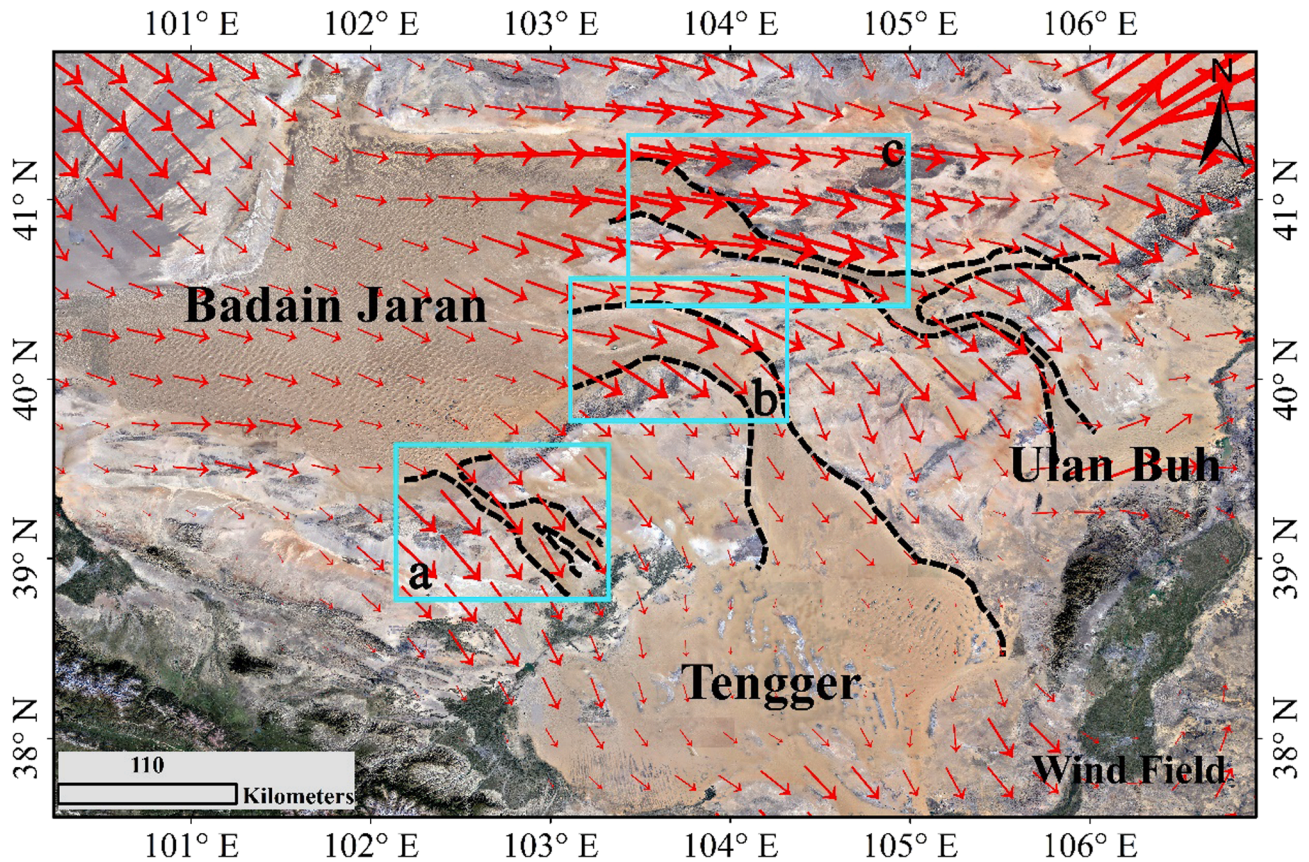 101° E 102° E 103° E 104° E 105° E 106° E
N
c
41° N 41° N
Badain Jaran
40° N 40° N
b
Ulan Buh
39° N 39° N
a
Tengger
38° N 38° N
Wind Field
110
Kilometers
101° E 102° E 103° E 104° E 105° E 106° E